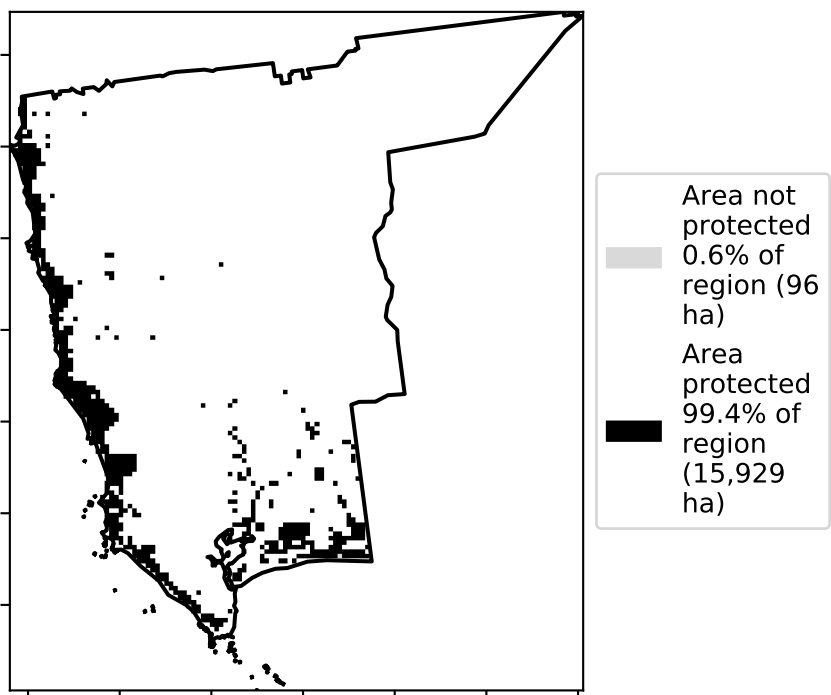 Area not
protected
0.6% of
region (96
ha)
Area
protected
99.4% of
region
(15,929
ha)